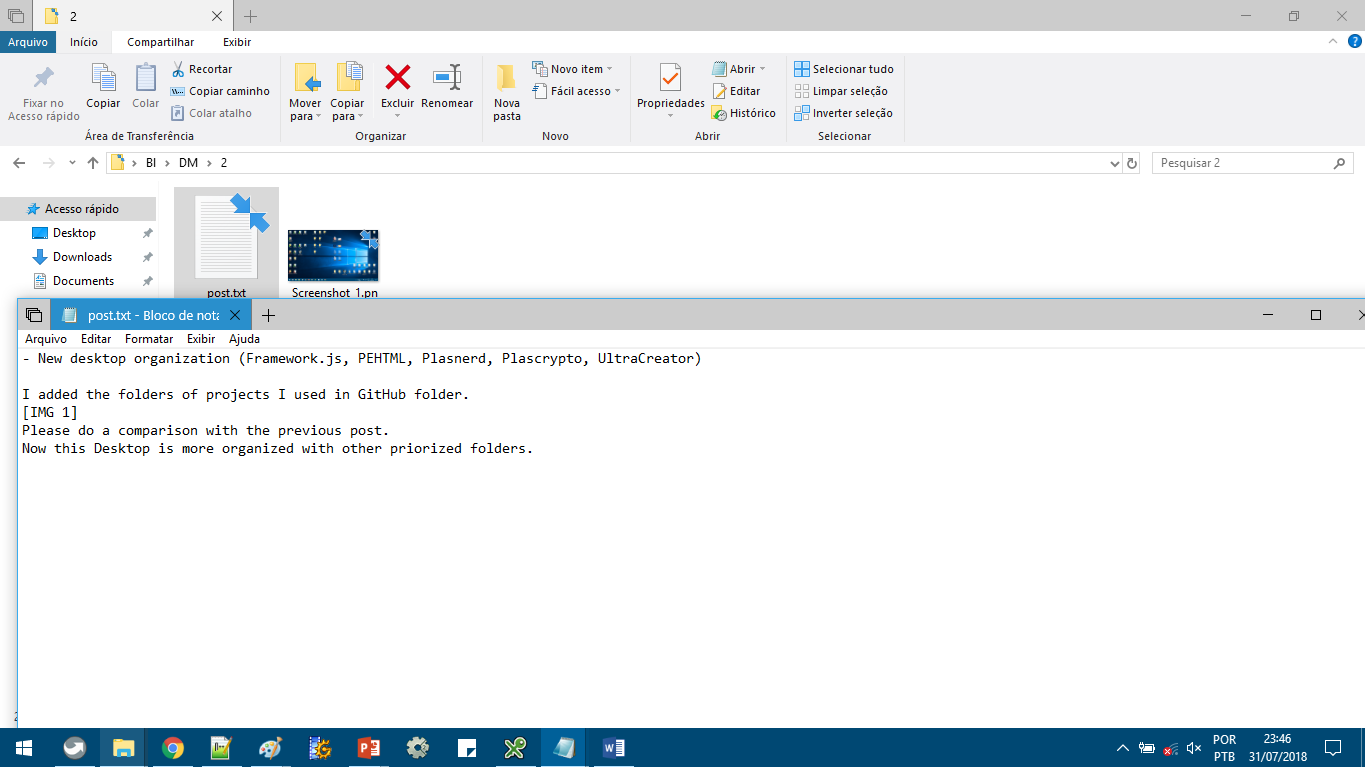 2
Arquivo Início Compartilhar Exibir
Fixar no
Acesso rápido
Copiar
Colar
Recortar
Copiar caminho
Colar atalho
Área de Transferência
Mover
para
Copiar
para
Excluir
Renomear
Organizar
Nova
pasta
Novo item
Fácil acesso
Novo
Propriedades
Abrir
Editar
Histórico
Abrir
Selecionar tudo
Limpar seleção
Inverter seleção
Selecionar
BI > DM > 2
Pesquisar 2
Acesso rápido
Desktop
Downloads
Documents
post.txt
Screenshot_1.pn
post.txt - Bloco de nota
Arquivo Editar Formatar Exibir Ajuda
- New desktop organization (Framework.js, PEHTML, Plasnerd, Plascrypto, UltraCreator)
I added the folders of projects I used in GitHub folder.
[IMG 1]
Please do a comparison with the previous post.
Now this Desktop is more organized with other priorized folders.
POR
PTB
23:46
31/07/2018